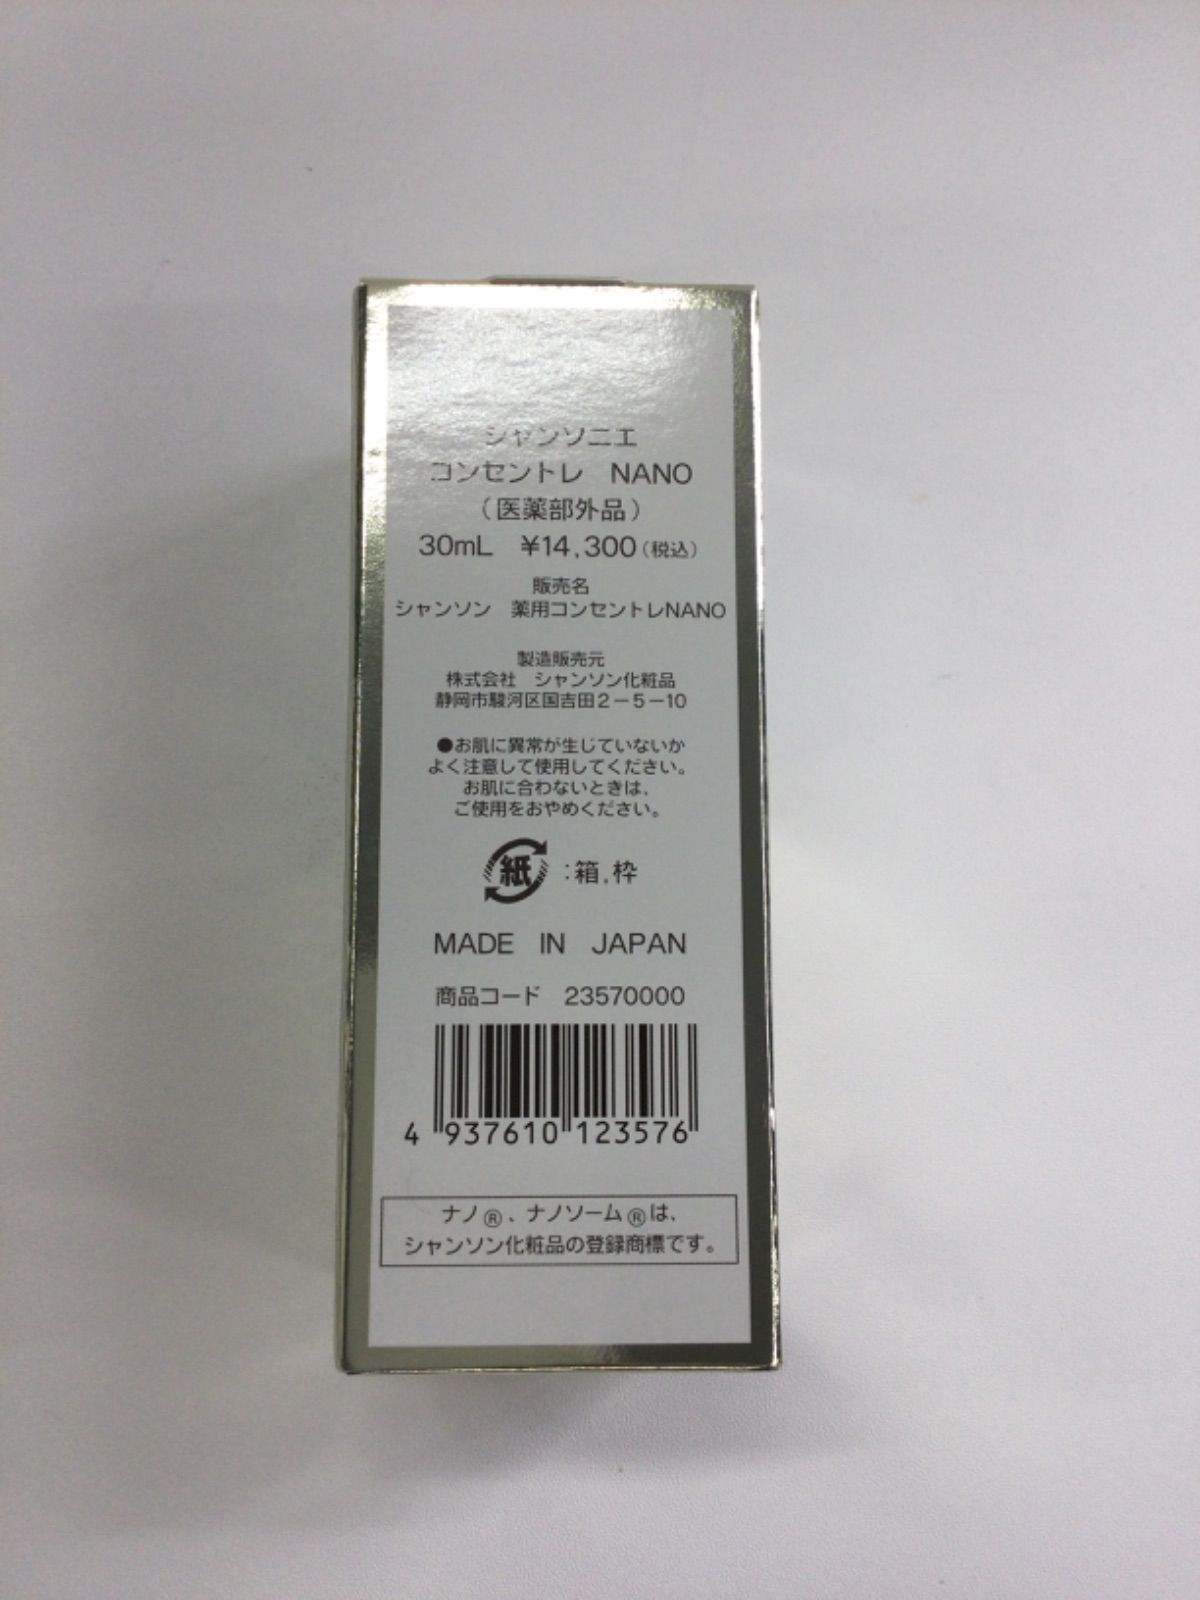 シャンソニエ
コンセントレ　NANO
（医薬部外品）
30mL　¥14,300（税込）
販売名
シャンソン　薬用コンセントレNANO
製造販売元
株式会社　シャンソン化粧品
静岡市駿河区国吉田2－5－10
●お肌に異常が生じていないか
よく注意して使用してください。
お肌に合わないときは、
ご使用をおやめください。
紙：箱，枠
MADE IN JAPAN
商品コード　23570000
4 937610 123576
ナノ®、ナノソーム®は、
シャンソン化粧品の登録商標です。